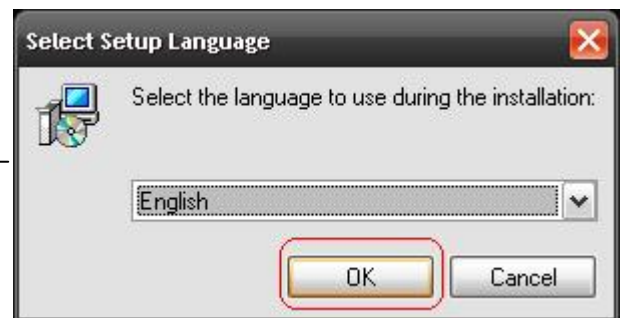 Select Setup Language
Select the language to use during the installation:
English
OK
Cancel